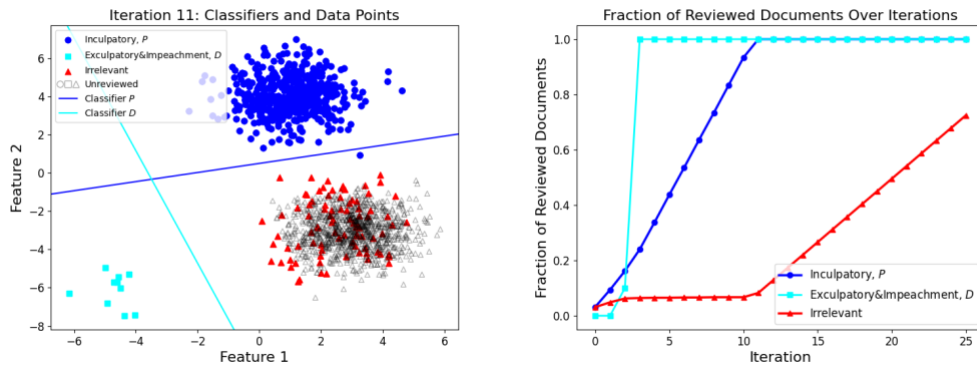 Iteration 11: Classifiers and Data Points
Inculpatory, P
Exculpatory&Impeachment, D
Irrelevant
Unreviewed
Classifier P
Classifier D
6
4
2
0
−2
−4
−6
−8
Feature 2
−6 −4 −2 0 2 4 6
Feature 1
Fraction of Reviewed Documents Over Iterations
1.0
0.8
0.6
0.4
0.2
0.0
Fraction of Reviewed Documents
Inculpatory, P
Exculpatory&Impeachment, D
Irrelevant
0 5 10 15 20 25
Iteration